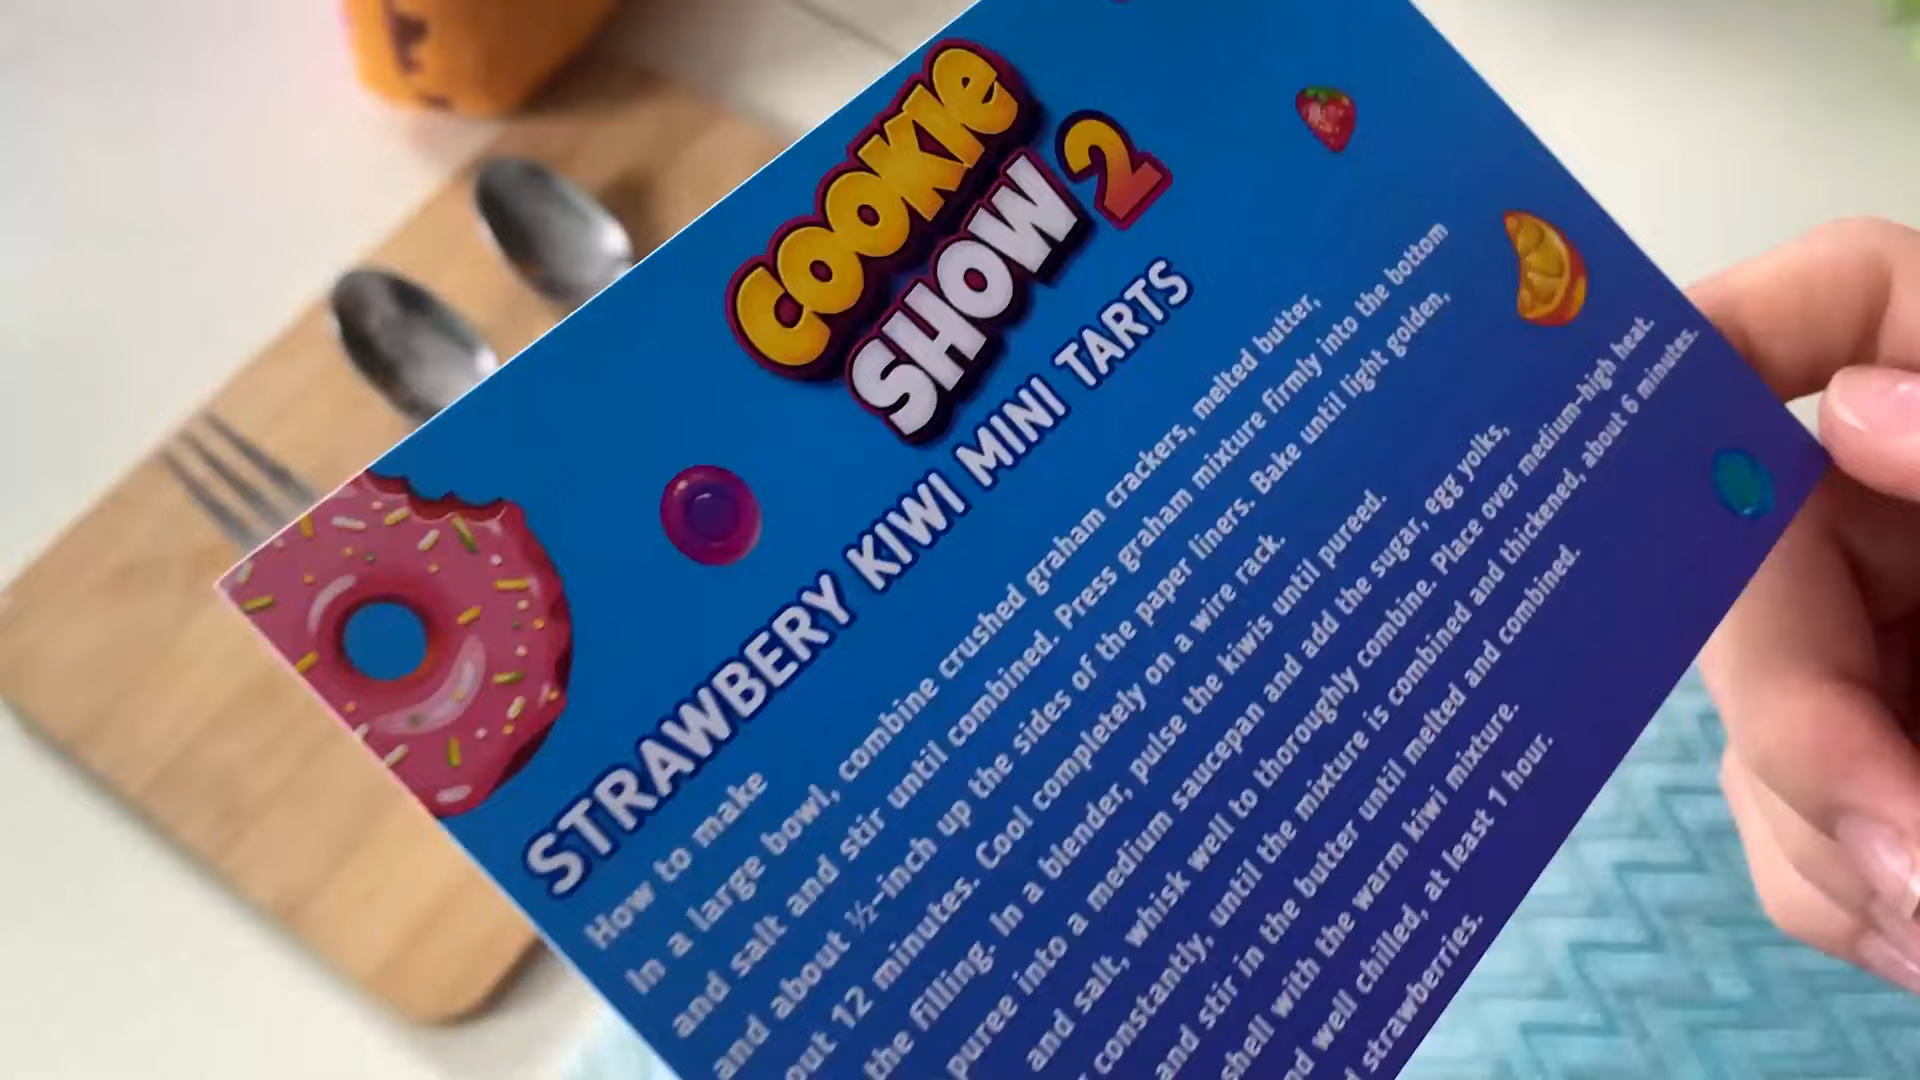 COOKIE
SHOW 2
STRAWBERY KIWI MINI TARTS
How to make
In a large bowl, combine crushed graham crackers, melted butter,
and salt and stir until combined. Press graham mixture firmly into the bottom
and about ½-inch up the sides of the paper liners. Bake until light golden,
out 12 minutes. Cool completely on a wire rack.
the filling. In a blender, pulse the kiwis until pureed.
puree into a medium saucepan and add the sugar, egg yolks,
and salt, whisk well to thoroughly combine. Place over medium-high heat.
constantly, until the mixture is combined and thickened, about 6 minutes.
and stir in the butter until melted and combined.
shell with the warm kiwi mixture.
nd well chilled, at least 1 hour.
d strawberries.